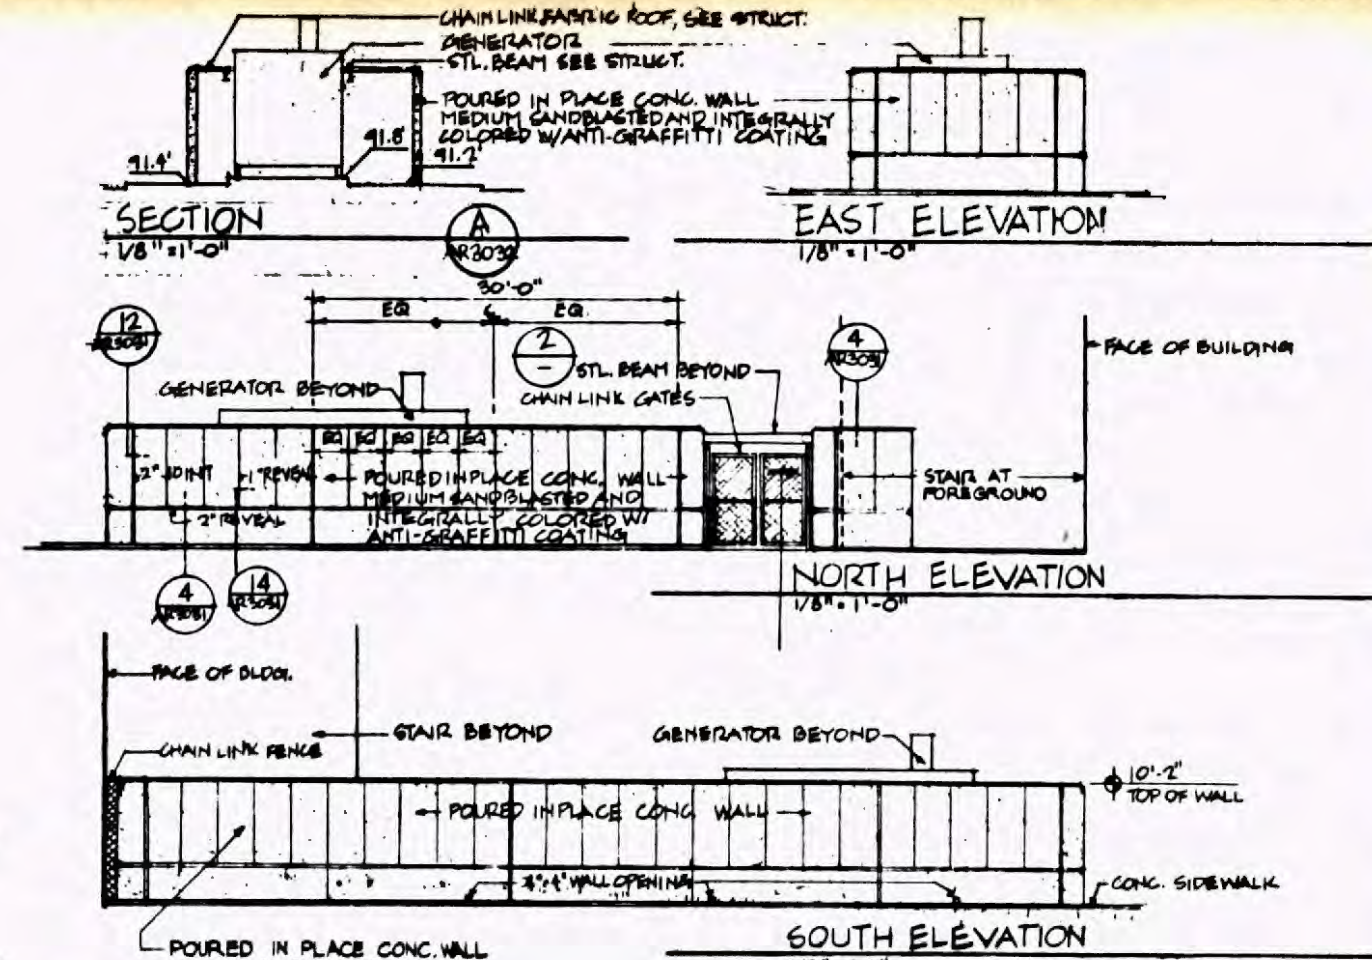 CHAIN LINK FABRIC ROOF, SEE STRUCT.
GENERATOR
STL. BEAM SEE STRUCT.
POURED IN PLACE CONC. WALL
MEDIUM SANDBLASTED AND INTEGRALLY
COLORED W/ANTI-GRAFFITTI COATING
91.4'
91.8'
91.2'
SECTION
1/8" = 1'-0"
A
AR3032
EAST ELEVATION
1/8" = 1'-0"
30'-0"
EQ
EQ.
12
AR3031
2
-
4
AR3031
FACE OF BUILDING
GENERATOR BEYOND
STL. BEAM BEYOND
CHAIN LINK GATES
EQ EQ EQ EQ EQ
2" JOINT
1" REVEAL
2" REVEAL
POURED IN PLACE CONC. WALL
MEDIUM SANDBLASTED AND
INTEGRALLY COLORED W/
ANTI-GRAFFITTI COATING
STAIR AT
FOREGROUND
4
AR3031
14
AR3031
NORTH ELEVATION
1/8" = 1'-0"
FACE OF BLDG.
STAIR BEYOND
GENERATOR BEYOND
CHAIN LINK FENCE
10'-2"
TOP OF WALL
POURED IN PLACE CONC. WALL
WALL OPENING
CONC. SIDEWALK
POURED IN PLACE CONC. WALL
SOUTH ELEVATION